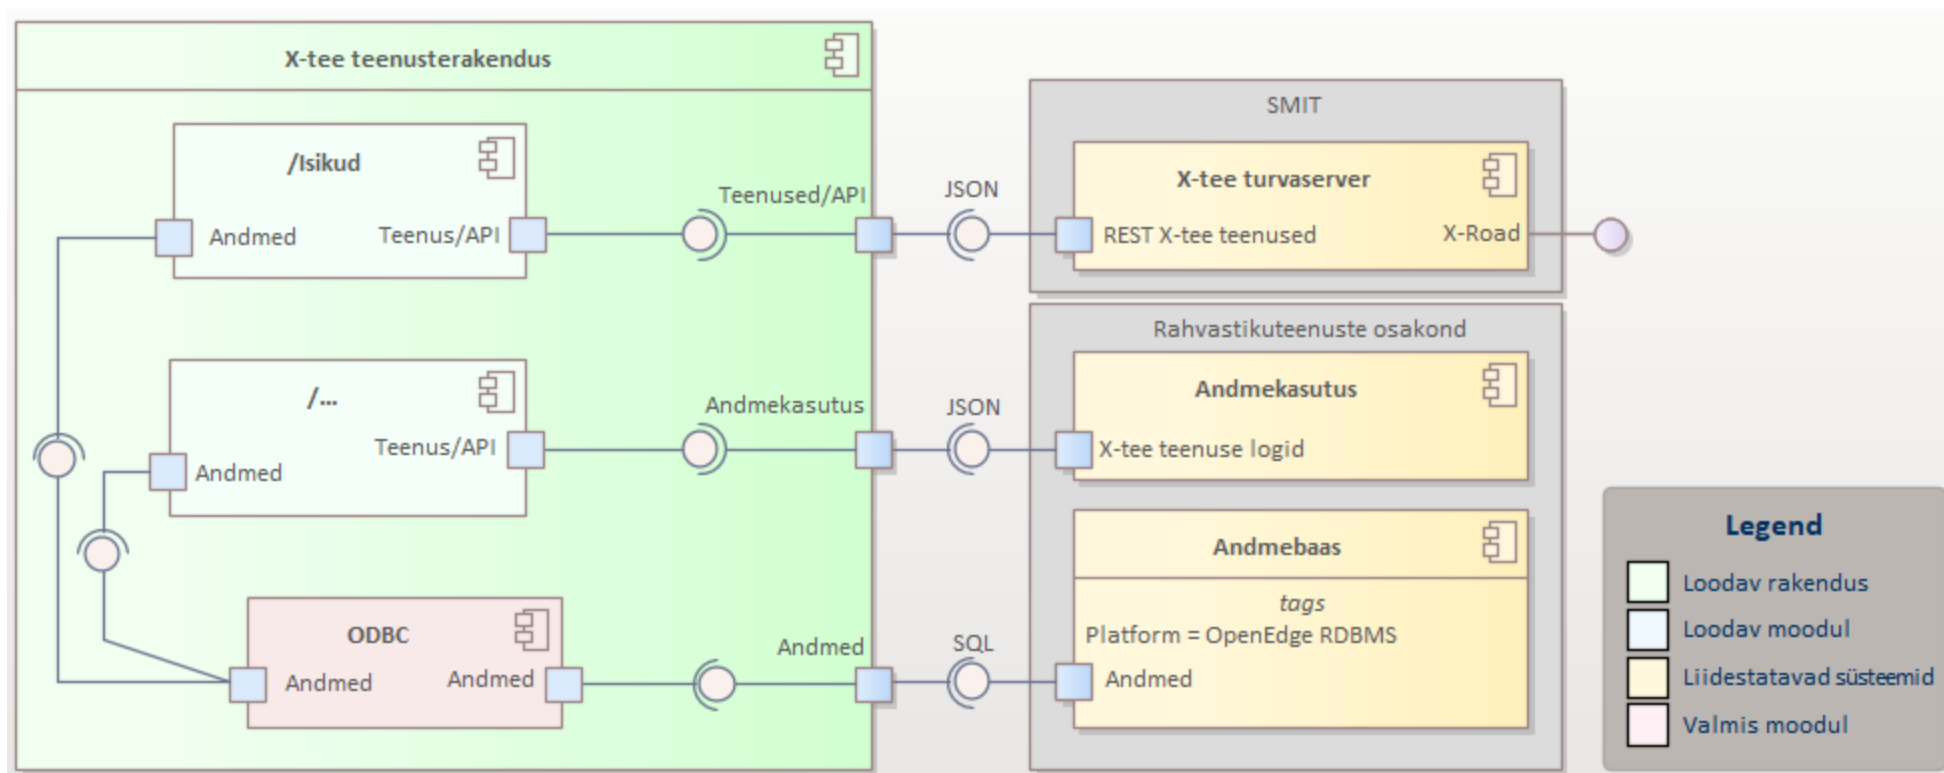 X-tee teenusterakendus
/Isikud
Andmed
Teenus/API
Teenused/API
/...
Andmed
Teenus/API
Andmekasutus
ODBC
Andmed
Andmed
Andmed
JSON
JSON
SQL
SMIT
X-tee turvaserver
REST X-tee teenused
X-Road
Rahvastikuteenuste osakond
Andmekasutus
X-tee teenuse logid
Andmebaas
tags
Platform = OpenEdge RDBMS
Andmed
Legend
Loodav rakendus
Loodav moodul
Liidestatavad süsteemid
Valmis moodul